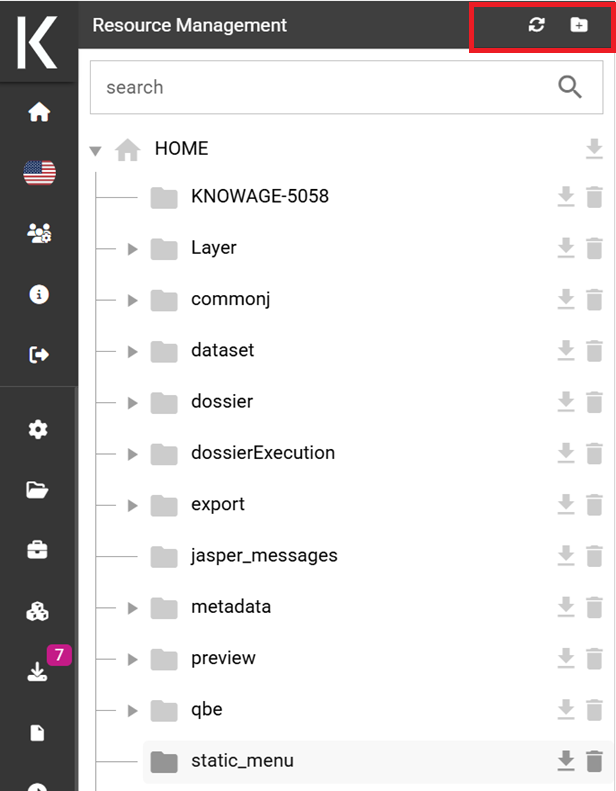 Resource Management
search
HOME
KNOWAGE-5058
Layer
commonj
dataset
dossier
dossierExecution
export
jasper_messages
metadata
7
preview
qbe
static_menu